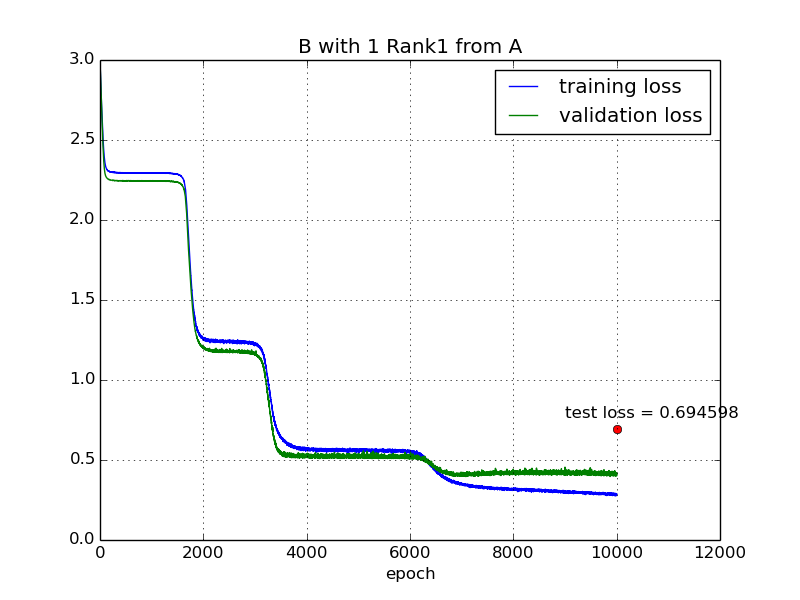 B with 1 Rank1 from A
training loss
validation loss
3.0
2.5
2.0
1.5
1.0
0.5
0.0
test loss = 0.694598
0
2000
4000
6000
8000
10000
12000
epoch